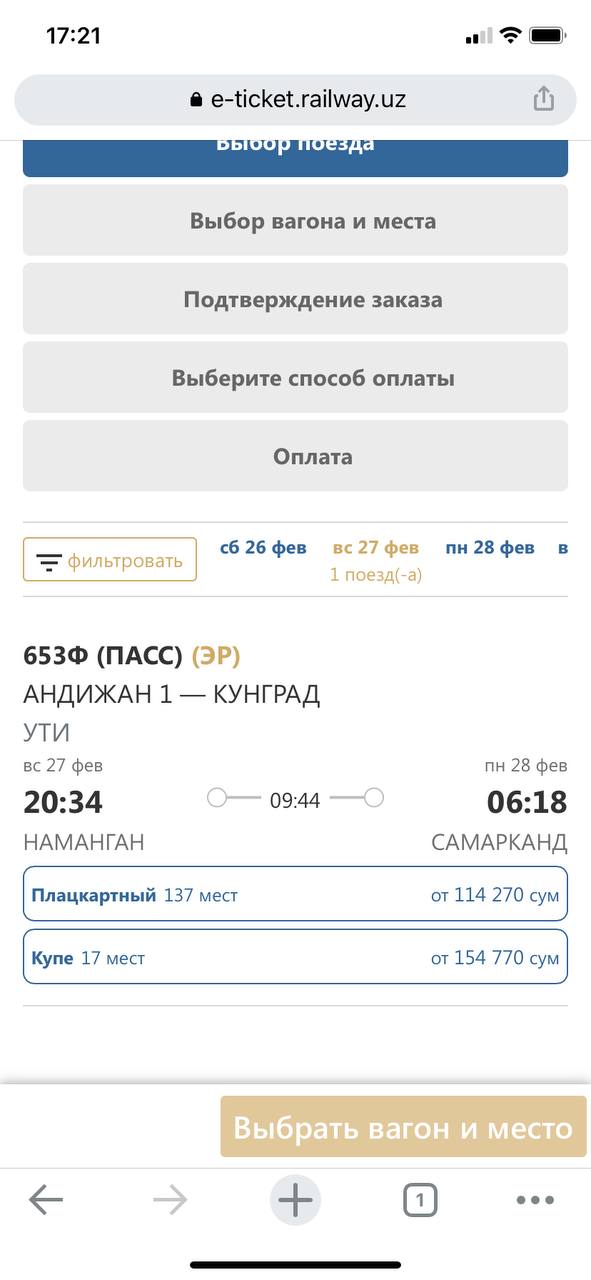 17:21
e-ticket.railway.uz
Выбор поезда
Выбор вагона и места
Подтверждение заказа
Выберите способ оплаты
Оплата
фильтровать
сб 26 фев вс 27 фев пн 28 фев в
1 поезд(-а)
653Ф (ПАСС) (ЭР)
АНДИЖАН 1 — КУНГРАД
УТИ
вс 27 фев пн 28 фев
20:34 09:44 06:18
НАМАНГАН САМАРКАНД
Плацкартный 137 мест от 114 270 сум
Купе 17 мест от 154 770 сум
Выбрать вагон и место
1